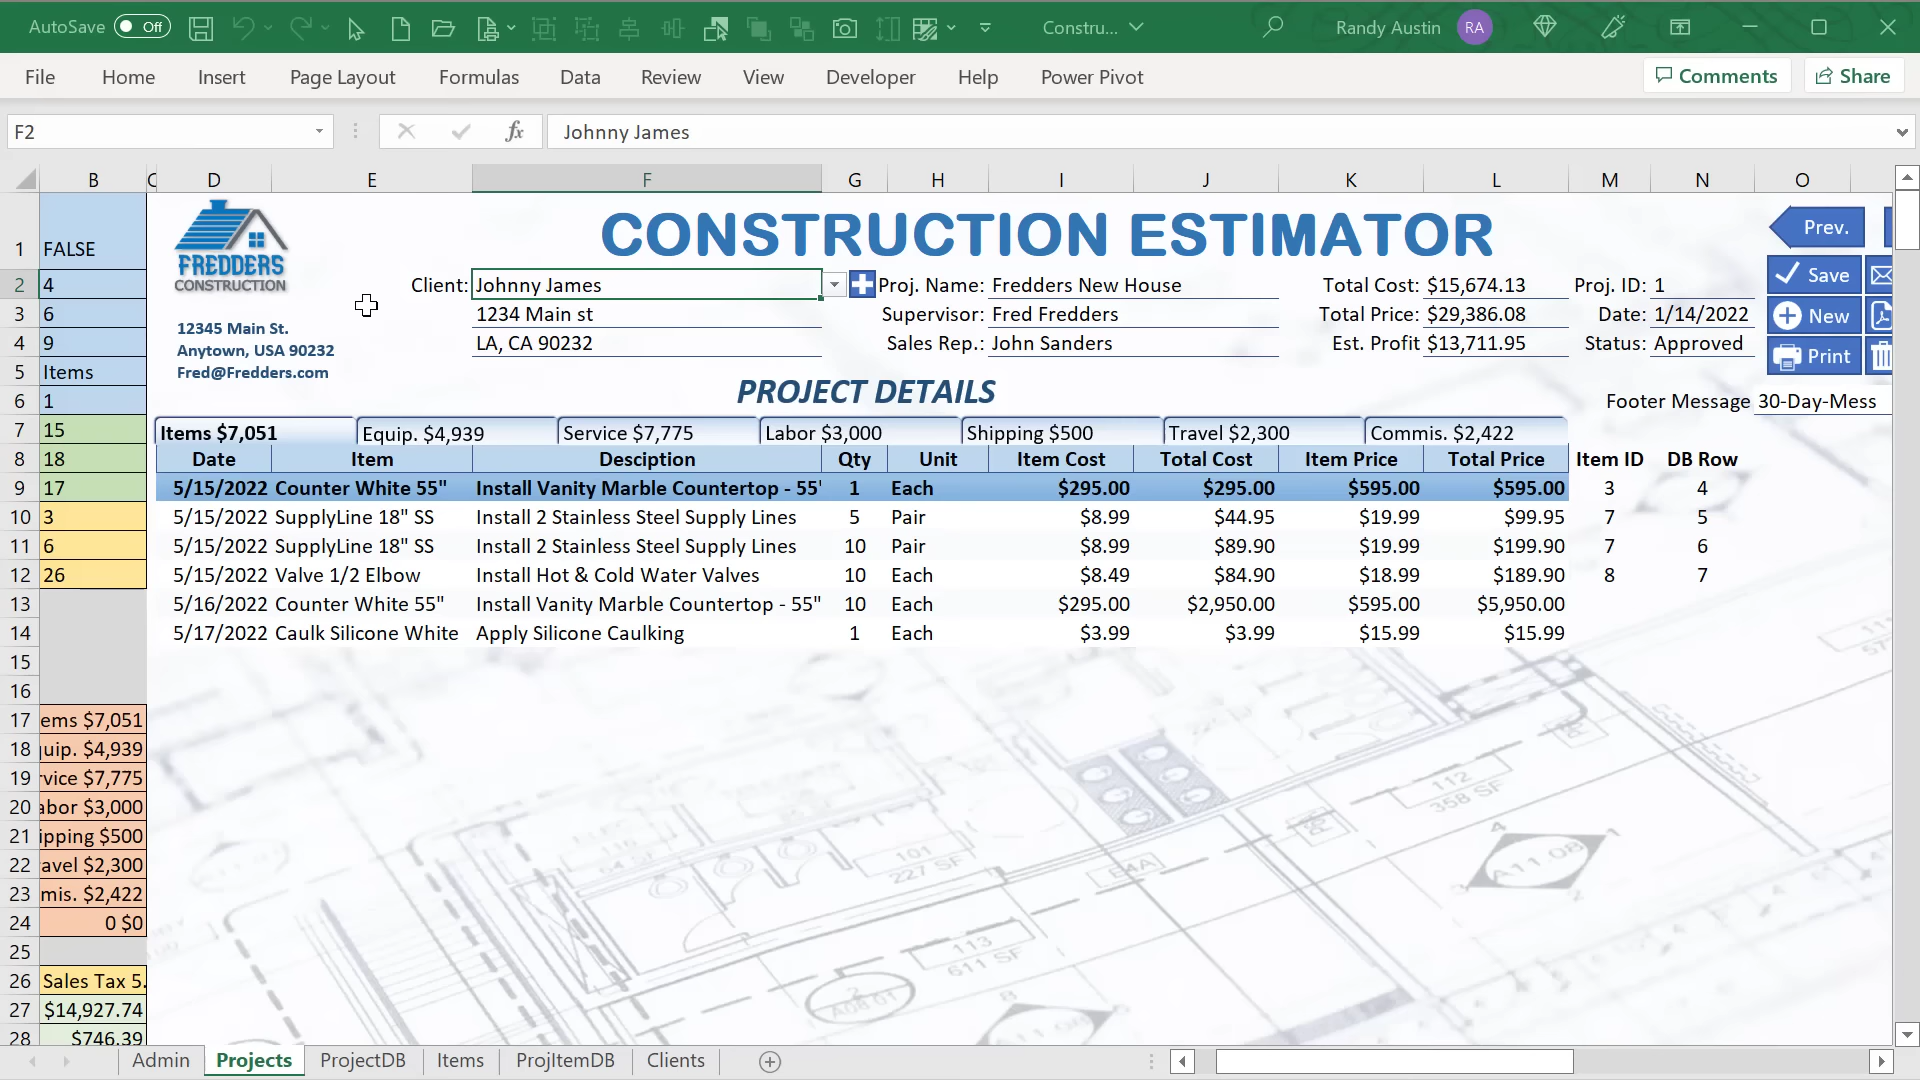 AutoSave Off Constru... Randy Austin RA
File Home Insert Page Layout Formulas Data Review View Developer Help Power Pivot Comments Share
F2 fx Johnny James
B C D E F G H I J K L M N O
1 FALSE FREDDERS CONSTRUCTION CONSTRUCTION ESTIMATOR Prev.
2 4 Client: Johnny James Proj. Name: Fredders New House Total Cost: $15,674.13 Proj. ID: 1 Save
3 6 12345 Main St. 1234 Main st Supervisor: Fred Fredders Total Price: $29,386.08 Date: 1/14/2022 New
4 9 Anytown, USA 90232 LA, CA 90232 Sales Rep.: John Sanders Est. Profit $13,711.95 Status: Approved Print
5 Items Fred@Fredders.com PROJECT DETAILS
6 1 Footer Message 30-Day-Mess
7 15 Items $7,051 Equip. $4,939 Service $7,775 Labor $3,000 Shipping $500 Travel $2,300 Commis. $2,422
8 18 Date Item Desciption Qty Unit Item Cost Total Cost Item Price Total Price Item ID DB Row
9 17 5/15/2022 Counter White 55" Install Vanity Marble Countertop - 55' 1 Each $295.00 $295.00 $595.00 $595.00 3 4
10 3 5/15/2022 SupplyLine 18" SS Install 2 Stainless Steel Supply Lines 5 Pair $8.99 $44.95 $19.99 $99.95 7 5
11 6 5/15/2022 SupplyLine 18" SS Install 2 Stainless Steel Supply Lines 10 Pair $8.99 $89.90 $19.99 $199.90 7 6
12 26 5/15/2022 Valve 1/2 Elbow Install Hot & Cold Water Valves 10 Each $8.49 $84.90 $18.99 $189.90 8 7
13 5/16/2022 Counter White 55" Install Vanity Marble Countertop - 55" 10 Each $295.00 $2,950.00 $595.00 $5,950.00
14 5/17/2022 Caulk Silicone White Apply Silicone Caulking 1 Each $3.99 $3.99 $15.99 $15.99
15
16
17 ems $7,051
18 uip. $4,939
19 rvice $7,775
20 abor $3,000
21 ipping $500
22 avel $2,300
23 mis. $2,422
24 0 $0
25
26 Sales Tax 5.
27 $14,927.74
28 $746.39
112
358 SF
101
227 SF
E4A
A11.08
113
611 SF
2
A08.01
Admin Projects ProjectDB Items ProjItemDB Clients